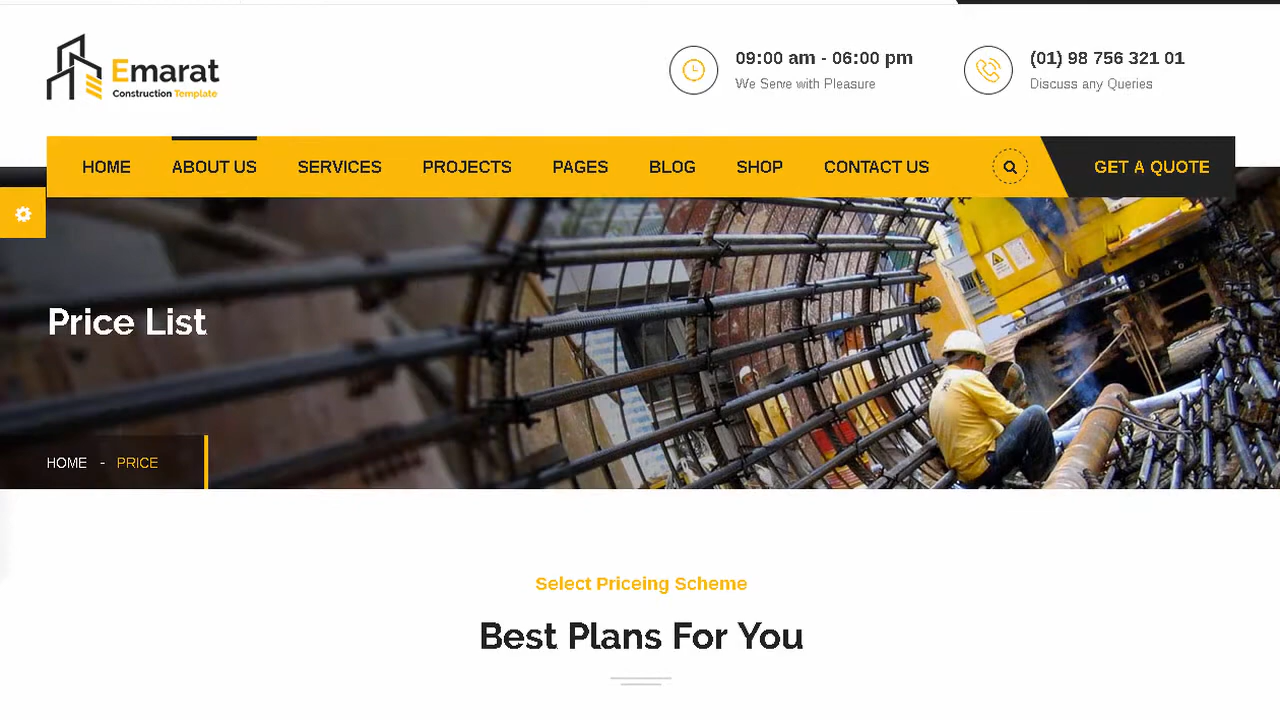 Emarat
Construction Template
09:00 am - 06:00 pm
We Serve with Pleasure
(01) 98 756 321 01
Discuss any Queries
HOME ABOUT US SERVICES PROJECTS PAGES BLOG SHOP CONTACT US GET A QUOTE
Price List
HOME - PRICE
Select Priceing Scheme
Best Plans For You